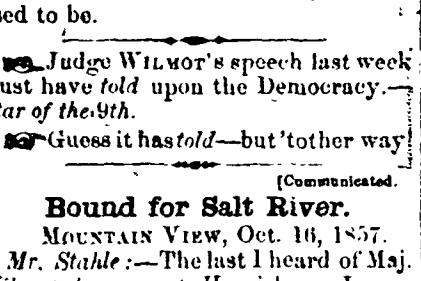 sed to be.
Judge WILMOT's speech last week
ust have told upon the Democracy.—
tar of the 9th.
Guess it has told—but 'tother way
[Communicated.
Bound for Salt River.
MOUNTAIN VIEW, Oct. 16, 1857.
Mr. Stahle:—The last I heard of Maj.